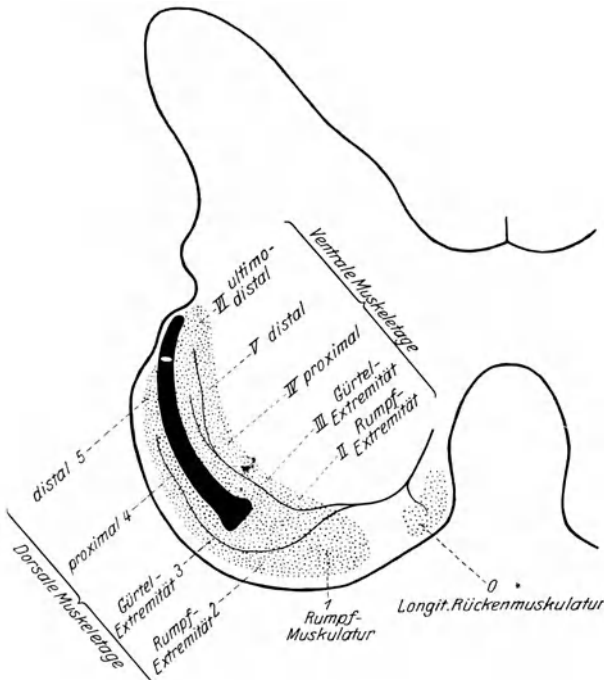 Ventrale Muskeletage
VI ultimo-
distal
V distal
IV proximal
III Gürtel-
Extremität
II Rumpf-
Extremität
distal 5
proximal 4
Gürtel-
Extremität 3
Rumpf-
Extremität 2
Dorsale Muskeletage
1
Rumpf-
Muskulatur
0
Longit. Rückenmuskulatur